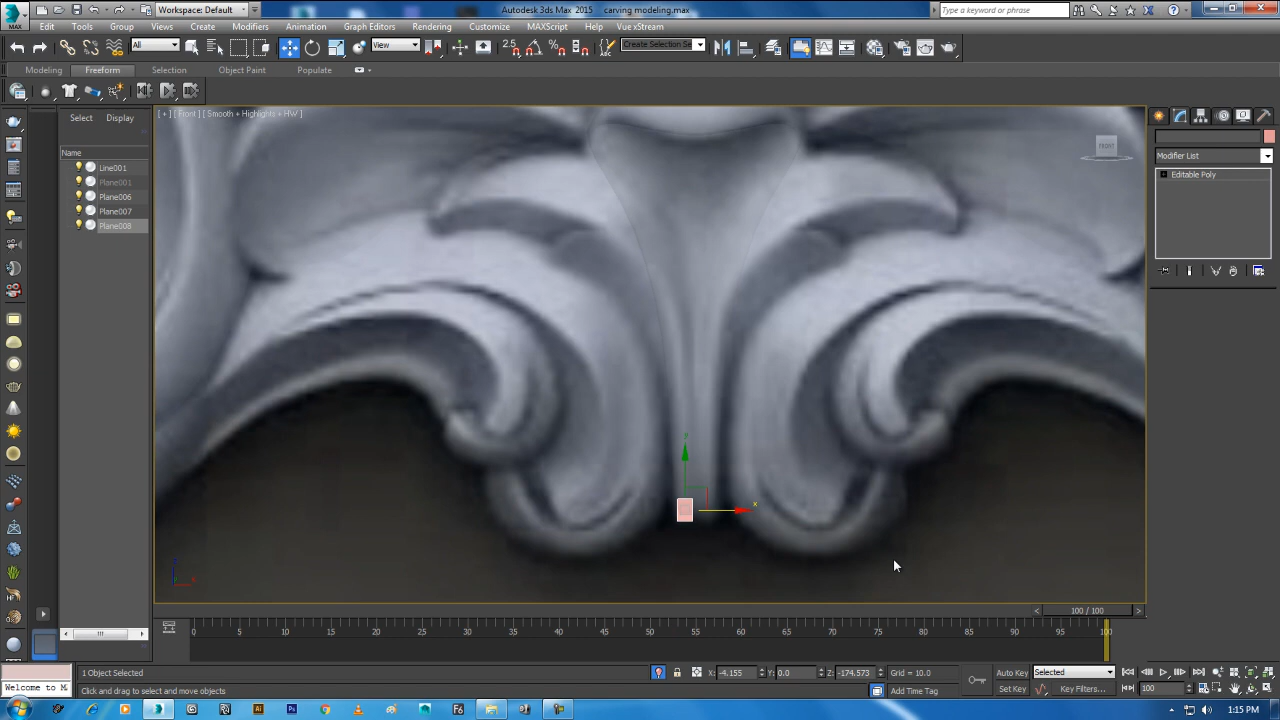 MAX Workspace: Default Autodesk 3ds Max 2015 carving modeling.max Type a keyword or phrase
Edit Tools Group Views Create Modifiers Animation Graph Editors Rendering Customize MAXScript Help Vue xStream
All View 2.5 Create Selection Se
Modeling Freeform Selection Object Paint Populate
Select Display
[ + ] [ Front ] [ Smooth + Highlights + HW ]
FRONT
Name
Modifier List
Line001
Editable Poly
Plane001
Plane006
Plane007
Plane008
y
x
z
x
< 100 / 100 >
0 5 10 15 20 25 30 35 40 45 50 55 60 65 70 75 80 85 90 95 100
1 Object Selected X: -4.155 Y: 0.0 Z: -174.573 Grid = 10.0 Auto Key Selected
Welcome to M Click and drag to select and move objects Add Time Tag Set Key Key Filters... 100
1:15 PM